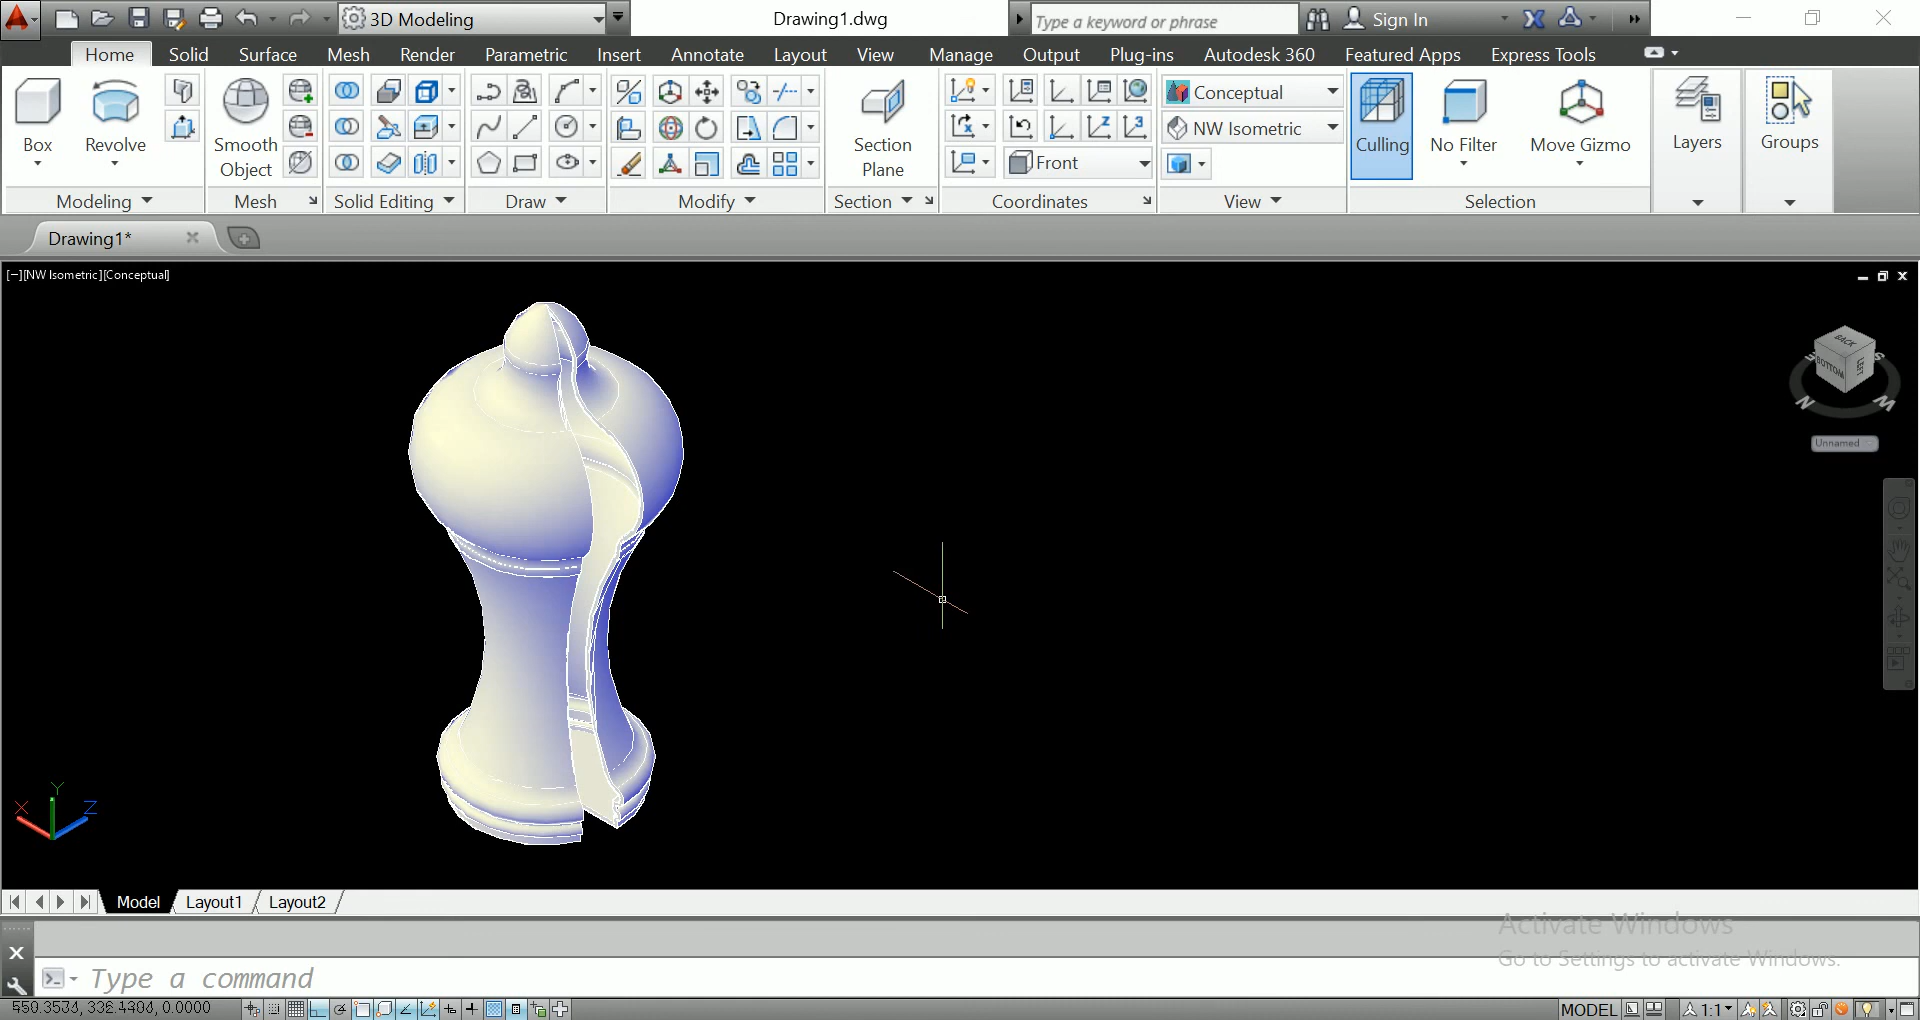 3D Modeling
Drawing1.dwg
Type a keyword or phrase
Sign In
Home Solid Surface Mesh Render Parametric Insert Annotate Layout View Manage Output Plug-ins Autodesk 360 Featured Apps Express Tools
Box
Revolve
Smooth
Object
Section
Plane
Conceptual
NW Isometric
Front
Culling
No Filter
Move Gizmo
Layers
Groups
Modeling
Mesh
Solid Editing
Draw
Modify
Section
Coordinates
View
Selection
Drawing1*
[−][NW Isometric][Conceptual]
BACK
BOTTOM
LEFT
N
W
S
Unnamed
X
Y
Z
Model
Layout1
Layout2
Activate Windows
Go to Settings to activate Windows.
Type a command
MODEL
1:1